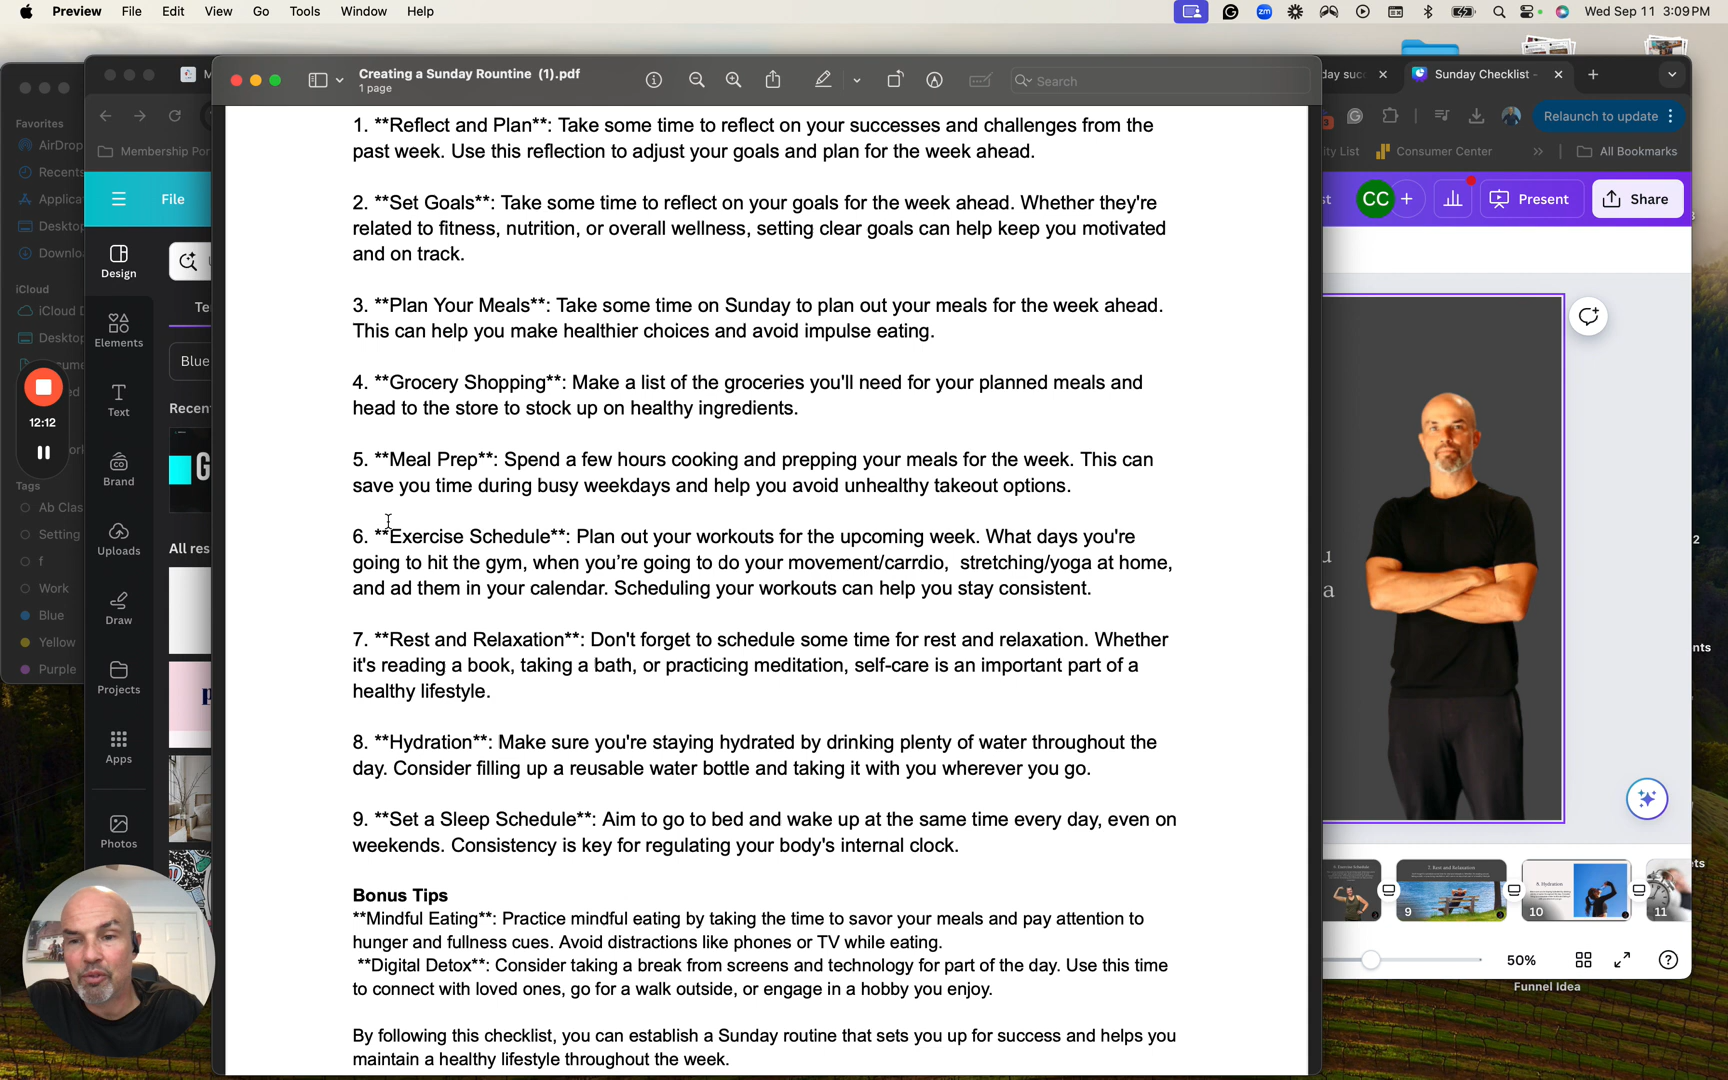 Preview File Edit View Go Tools Window Help
Wed Sep 11 3:09 PM
Creating a Sunday Rountine (1).pdf
1 page
Search
day suc
Sunday Checklist -
Relaunch to update
Membership Por
ity List
Consumer Center
All Bookmarks
File
CC
Present
Share
Favorites
AirDrop
Recents
Applica
Desktop
Downlo
iCloud
iCloud D
Desktop
12:12
Tags
Ab Clas
Setting
f
Work
Blue
Yellow
Purple
Design
Elements
Text
Brand
Uploads
Draw
Projects
Apps
Photos
Te
Blue
Recen
All res
1. **Reflect and Plan**: Take some time to reflect on your successes and challenges from the
past week. Use this reflection to adjust your goals and plan for the week ahead.
2. **Set Goals**: Take some time to reflect on your goals for the week ahead. Whether they're
related to fitness, nutrition, or overall wellness, setting clear goals can help keep you motivated
and on track.
3. **Plan Your Meals**: Take some time on Sunday to plan out your meals for the week ahead.
This can help you make healthier choices and avoid impulse eating.
4. **Grocery Shopping**: Make a list of the groceries you'll need for your planned meals and
head to the store to stock up on healthy ingredients.
5. **Meal Prep**: Spend a few hours cooking and prepping your meals for the week. This can
save you time during busy weekdays and help you avoid unhealthy takeout options.
6. **Exercise Schedule**: Plan out your workouts for the upcoming week. What days you're
going to hit the gym, when you’re going to do your movement/carrdio,  stretching/yoga at home,
and ad them in your calendar. Scheduling your workouts can help you stay consistent.
7. **Rest and Relaxation**: Don't forget to schedule some time for rest and relaxation. Whether
it's reading a book, taking a bath, or practicing meditation, self-care is an important part of a
healthy lifestyle.
8. **Hydration**: Make sure you're staying hydrated by drinking plenty of water throughout the
day. Consider filling up a reusable water bottle and taking it with you wherever you go.
9. **Set a Sleep Schedule**: Aim to go to bed and wake up at the same time every day, even on
weekends. Consistency is key for regulating your body's internal clock.
Bonus Tips
**Mindful Eating**: Practice mindful eating by taking the time to savor your meals and pay attention to
hunger and fullness cues. Avoid distractions like phones or TV while eating.
**Digital Detox**: Consider taking a break from screens and technology for part of the day. Use this time
to connect with loved ones, go for a walk outside, or engage in a hobby you enjoy.
By following this checklist, you can establish a Sunday routine that sets you up for success and helps you
maintain a healthy lifestyle throughout the week.
7. Rest and Relaxation
8. Hydration
9
10
11
50%
Funnel Idea